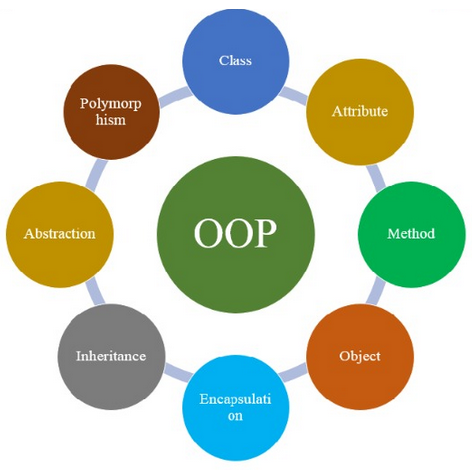 Class
Attribute
Method
Object
Encapsulati
on
Inheritance
Abstraction
Polymorp
hism
OOP